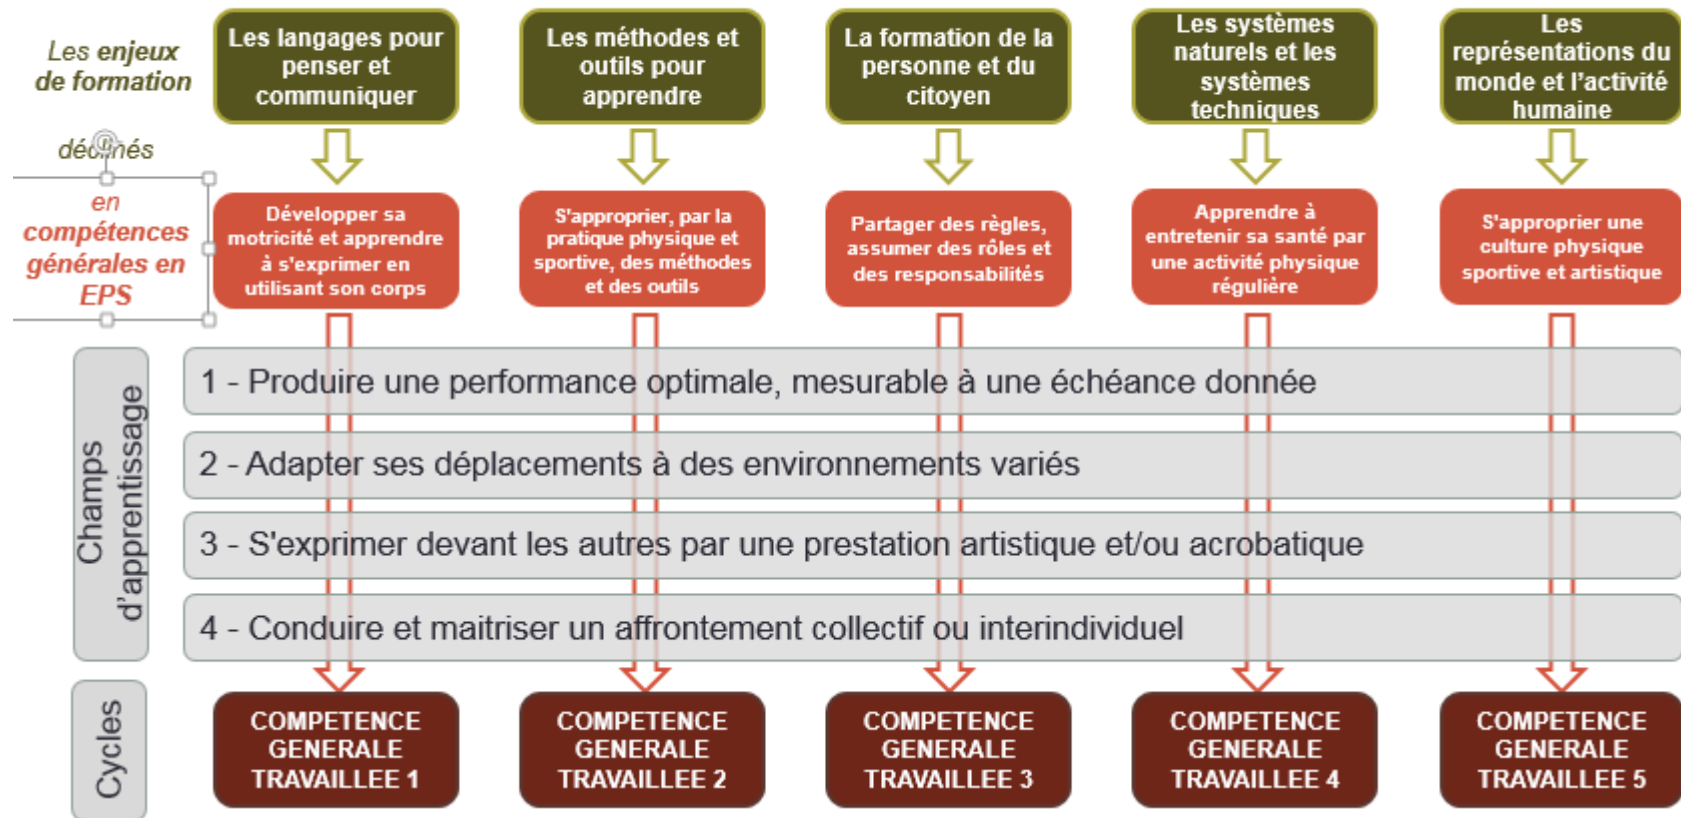 Les enjeux
de formation
Les langages pour
penser et
communiquer
Les méthodes et
outils pour
apprendre
La formation de la
personne et du
citoyen
Les systèmes
naturels et les
systèmes
techniques
Les
représentations du
monde et l'activité
humaine
déclinés
en
compétences
générales en
EPS
Développer sa
motricité et apprendre
à s'exprimer en
utilisant son corps
S'approprier, par la
pratique physique et
sportive, des méthodes
et des outils
Partager des règles,
assumer des rôles et
des responsabilités
Apprendre à
entretenir sa santé par
une activité physique
régulière
S'approprier une
culture physique
sportive et artistique
Champs
d'apprentissage
1 - Produire une performance optimale, mesurable à une échéance donnée
2 - Adapter ses déplacements à des environnements variés
3 - S'exprimer devant les autres par une prestation artistique et/ou acrobatique
4 - Conduire et maitriser un affrontement collectif ou interindividuel
Cycles
COMPETENCE
GENERALE
TRAVAILLEE 1
COMPETENCE
GENERALE
TRAVAILLEE 2
COMPETENCE
GENERALE
TRAVAILLEE 3
COMPETENCE
GENERALE
TRAVAILLEE 4
COMPETENCE
GENERALE
TRAVAILLEE 5